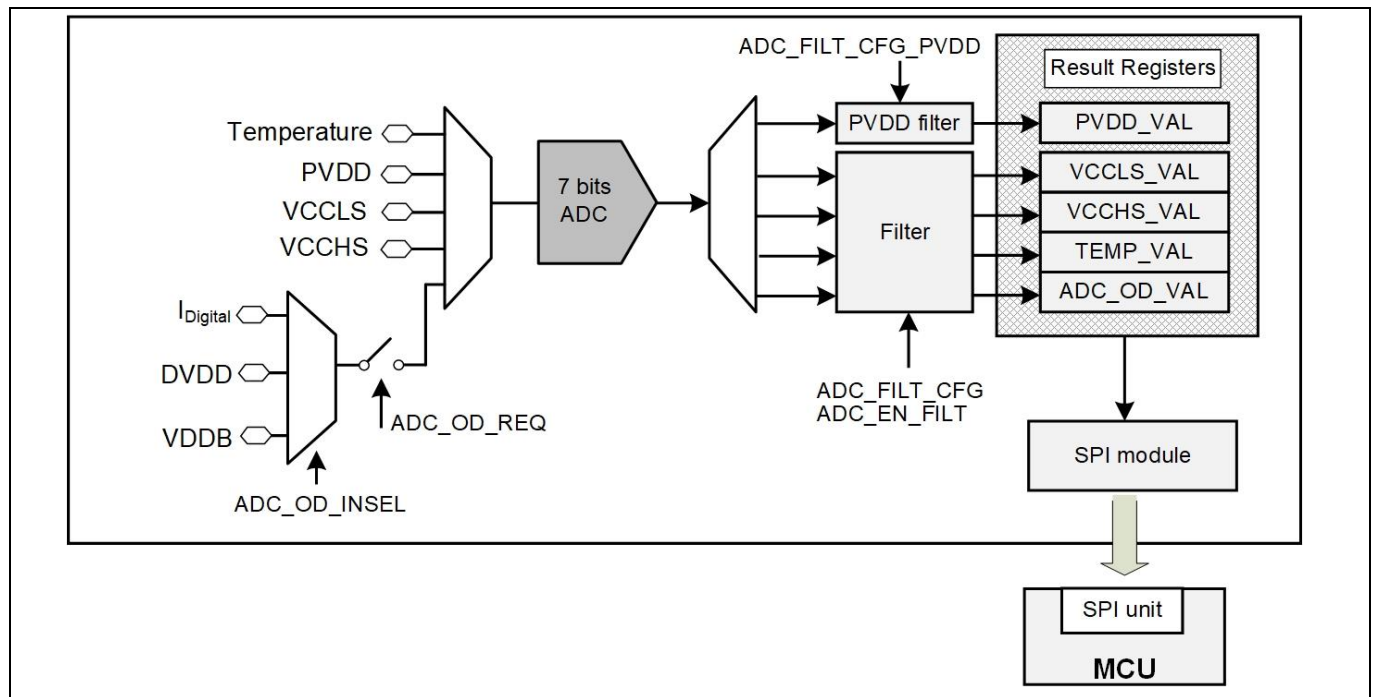 ADC_FILT_CFG_PVDD
Result Registers
Temperature
PVDD
VCCLS
VCCHS
7 bits
ADC
PVDD filter
PVDD_VAL
Filter
VCCLS_VAL
VCCHS_VAL
TEMP_VAL
ADC_OD_VAL
IDigital
DVDD
VDDB
ADC_OD_REQ
ADC_OD_INSEL
ADC_FILT_CFG
ADC_EN_FILT
SPI module
SPI unit
MCU